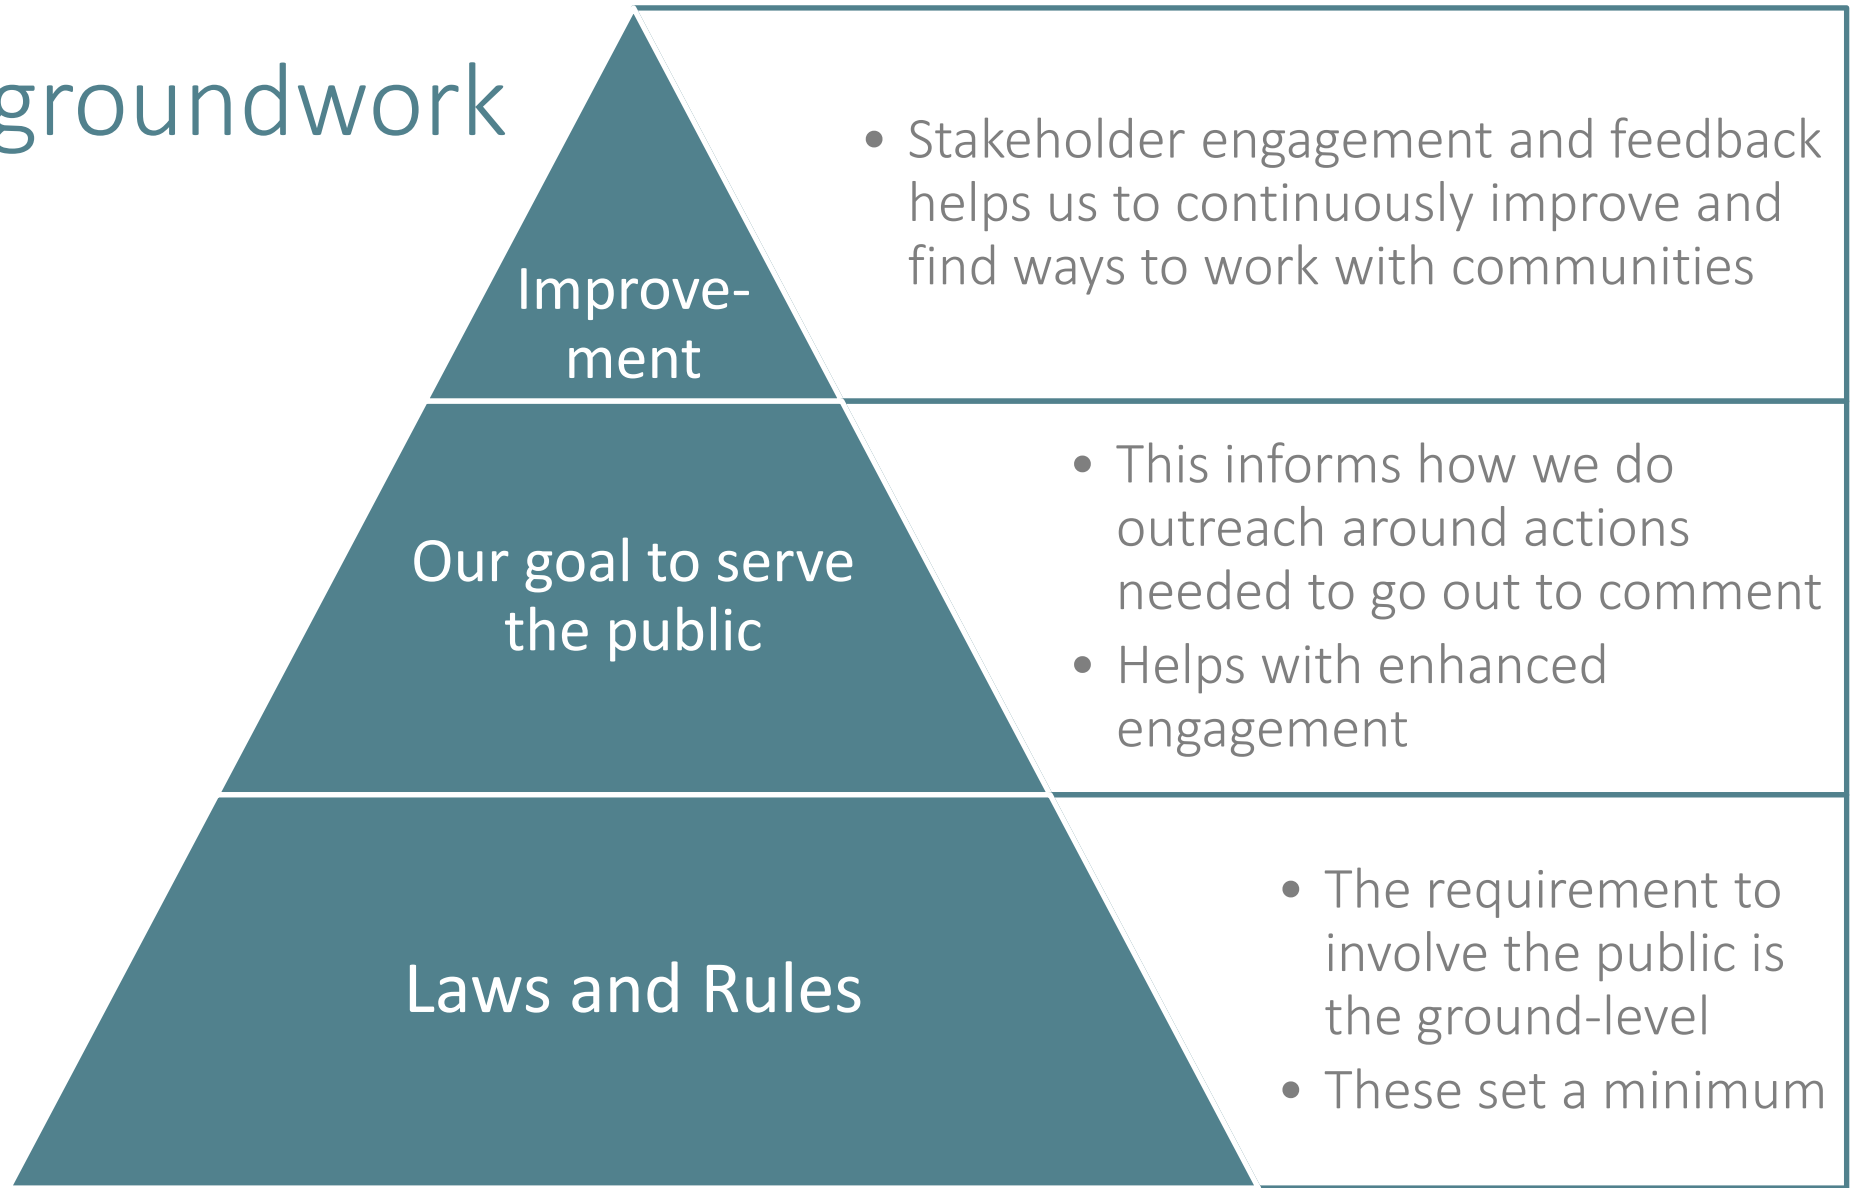 groundwork
Improve-
ment
• Stakeholder engagement and feedback
helps us to continuously improve and
find ways to work with communities
Our goal to serve
the public
• This informs how we do
outreach around actions
needed to go out to comment
• Helps with enhanced
engagement
Laws and Rules
• The requirement to
involve the public is
the ground-level
• These set a minimum